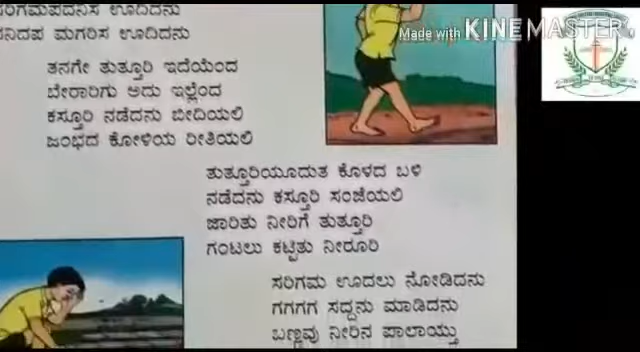 ಸರಿಗಮಪದನಿಸ ಊದಿದನು
ಸನಿದಪ ಮಗರಿಸ ಊದಿದನು
ತನಗೇ ತುತ್ತೂರಿ ಇದೆಯೆಂದ
ಬೇರಾರಿಗು ಅದು ಇಲ್ಲೆಂದ
ಕಸ್ತೂರಿ ನಡೆದನು ಬೀದಿಯಲಿ
ಜಂಭದ ಕೋಳಿಯ ರೀತಿಯಲಿ
ತುತ್ತೂರಿಯೂದುತ ಕೊಳದ ಬಳಿ
ನಡೆದನು ಕಸ್ತೂರಿ ಸಂಜೆಯಲಿ
ಜಾರಿತು ನೀರಿಗೆ ತುತ್ತೂರಿ
ಗಂಟಲು ಕಟ್ಟಿತು ನೀರೂರಿ
ಸರಿಗಮ ಊದಲು ನೋಡಿದನು
ಗಗಗಗ ಸದ್ದನು ಮಾಡಿದನು
ಬಣ್ಣವು ನೀರಿನ ಪಾಲಾಯ್ತು
Made with KINEMASTER